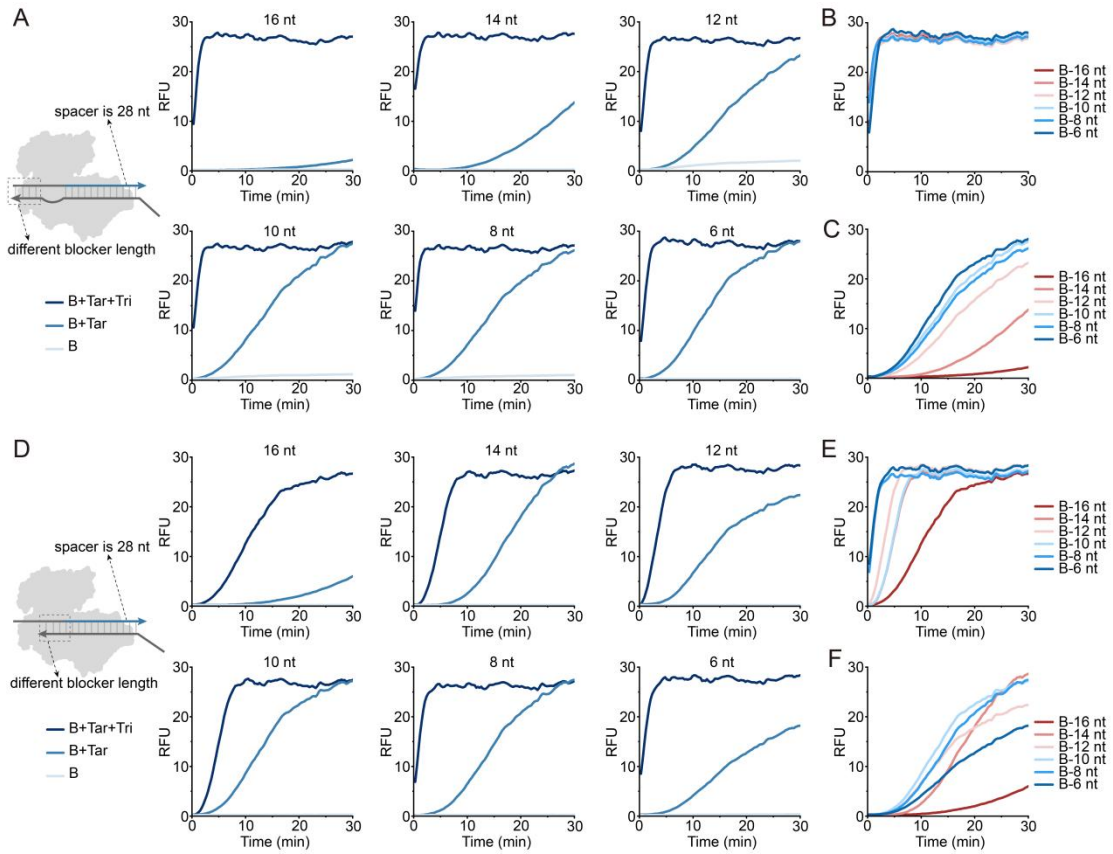 A
16 nt
14 nt
12 nt
B
RFU
30
20
10
0
0 10 20 30
Time (min)
RFU
30
20
10
0
0 10 20 30
Time (min)
RFU
30
20
10
0
0 10 20 30
Time (min)
RFU
30
20
10
0
0 10 20 30
Time (min)
B-16 nt
B-14 nt
B-12 nt
B-10 nt
B-8 nt
B-6 nt
spacer is 28 nt
different blocker length
B+Tar+Tri
B+Tar
B
10 nt
8 nt
6 nt
C
RFU
30
20
10
0
0 10 20 30
Time (min)
RFU
30
20
10
0
0 10 20 30
Time (min)
RFU
30
20
10
0
0 10 20 30
Time (min)
RFU
30
20
10
0
0 10 20 30
Time (min)
B-16 nt
B-14 nt
B-12 nt
B-10 nt
B-8 nt
B-6 nt
D
16 nt
14 nt
12 nt
E
RFU
30
20
10
0
0 10 20 30
Time (min)
RFU
30
20
10
0
0 10 20 30
Time (min)
RFU
30
20
10
0
0 10 20 30
Time (min)
RFU
30
20
10
0
0 10 20 30
Time (min)
B-16 nt
B-14 nt
B-12 nt
B-10 nt
B-8 nt
B-6 nt
spacer is 28 nt
different blocker length
B+Tar+Tri
B+Tar
B
10 nt
8 nt
6 nt
F
RFU
30
20
10
0
0 10 20 30
Time (min)
RFU
30
20
10
0
0 10 20 30
Time (min)
RFU
30
20
10
0
0 10 20 30
Time (min)
RFU
30
20
10
0
0 10 20 30
Time (min)
B-16 nt
B-14 nt
B-12 nt
B-10 nt
B-8 nt
B-6 nt